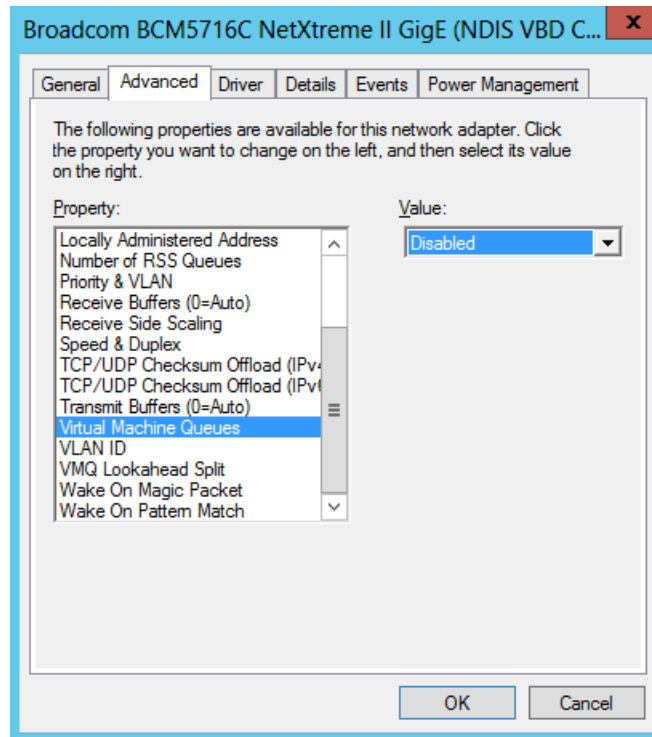 Broadcom BCM5716C NetXtreme II GigE (NDIS VBD C... x
General Advanced Driver Details Events Power Management
The following properties are available for this network adapter. Click
the property you want to change on the left, and then select its value
on the right.
Property: Value:
Locally Administered Address Disabled
Number of RSS Queues
Priority & VLAN
Receive Buffers (0=Auto)
Receive Side Scaling
Speed & Duplex
TCP/UDP Checksum Offload (IPv4
TCP/UDP Checksum Offload (IPv6
Transmit Buffers (0=Auto)
Virtual Machine Queues
VLAN ID
VMQ Lookahead Split
Wake On Magic Packet
Wake On Pattern Match
OK Cancel